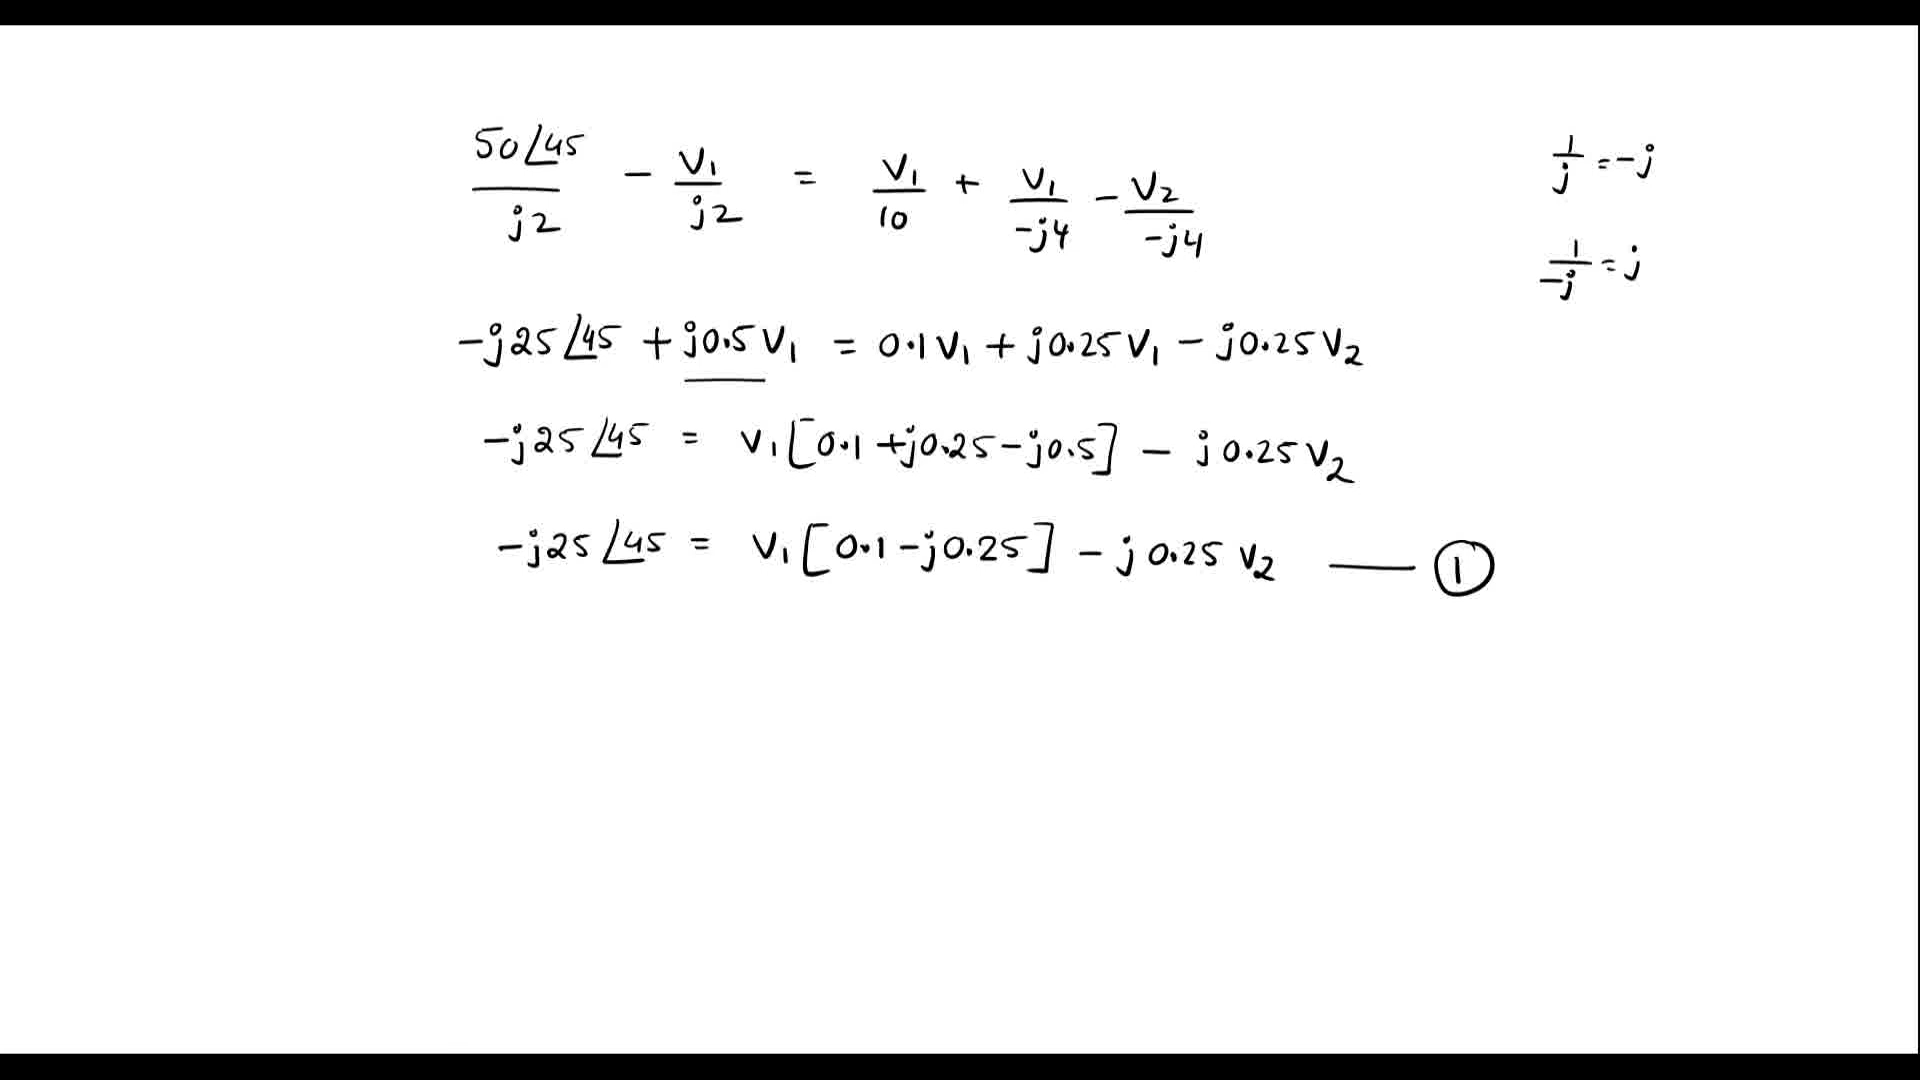 50∠45/j2 - V1/j2 = V1/10 + V1/-j4 - V2/-j4
1/j = -j
1/-j = j
-j25∠45 + j0.5V1 = 0.1V1 + j0.25V1 - j0.25V2
-j25∠45 = V1[0.1 + j0.25 - j0.5] - j0.25V2
-j25∠45 = V1[0.1 - j0.25] - j0.25V2 —— ①